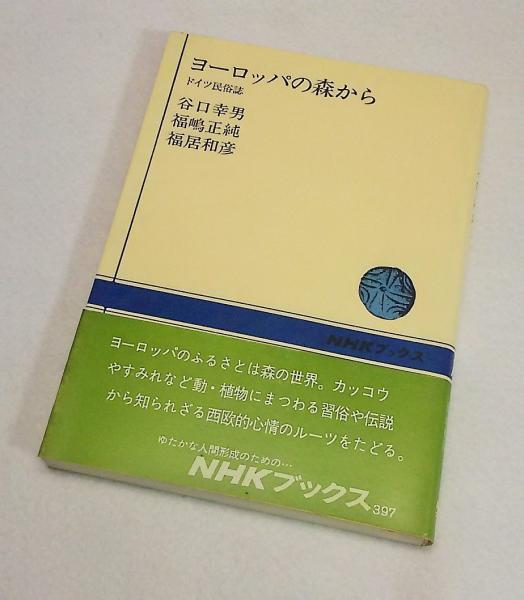 ヨーロッパの森から
ドイツ民俗誌
谷口幸男
福嶋正純
福居和彦
NHKブックス
ヨーロッパのふるさとは森の世界。カッコウ
やすみれなど動・植物にまつわる習俗や伝説
から知られざる西欧的心情のルーツをたどる。
ゆたかな人間形成のための…
NHKブックス397